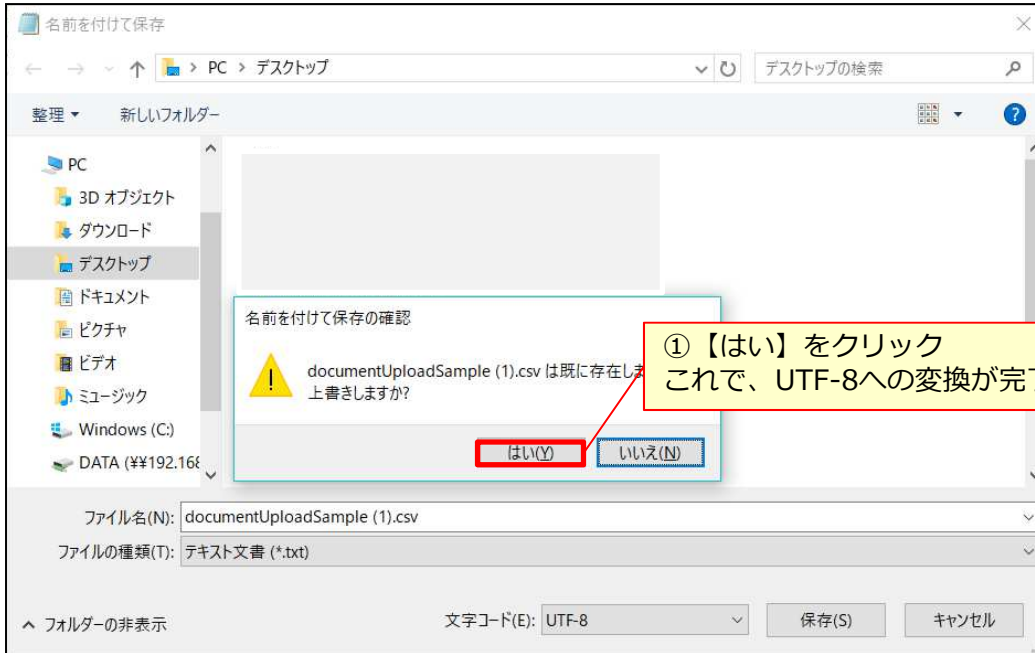 名前を付けて保存
PC > デスクトップ
デスクトップの検索
整理
新しいフォルダー
PC
3D オブジェクト
ダウンロード
デスクトップ
ドキュメント
ピクチャ
ビデオ
ミュージック
Windows (C:)
DATA (¥¥192.168
名前を付けて保存の確認
documentUploadSample (1).csv は既に存在しま
上書きしますか?
はい(Y)
いいえ(N)
①【はい】をクリック
これで、UTF-8への変換が完了
ファイル名(N): documentUploadSample (1).csv
ファイルの種類(T): テキスト文書 (*.txt)
フォルダーの非表示
文字コード(E): UTF-8
保存(S)
キャンセル